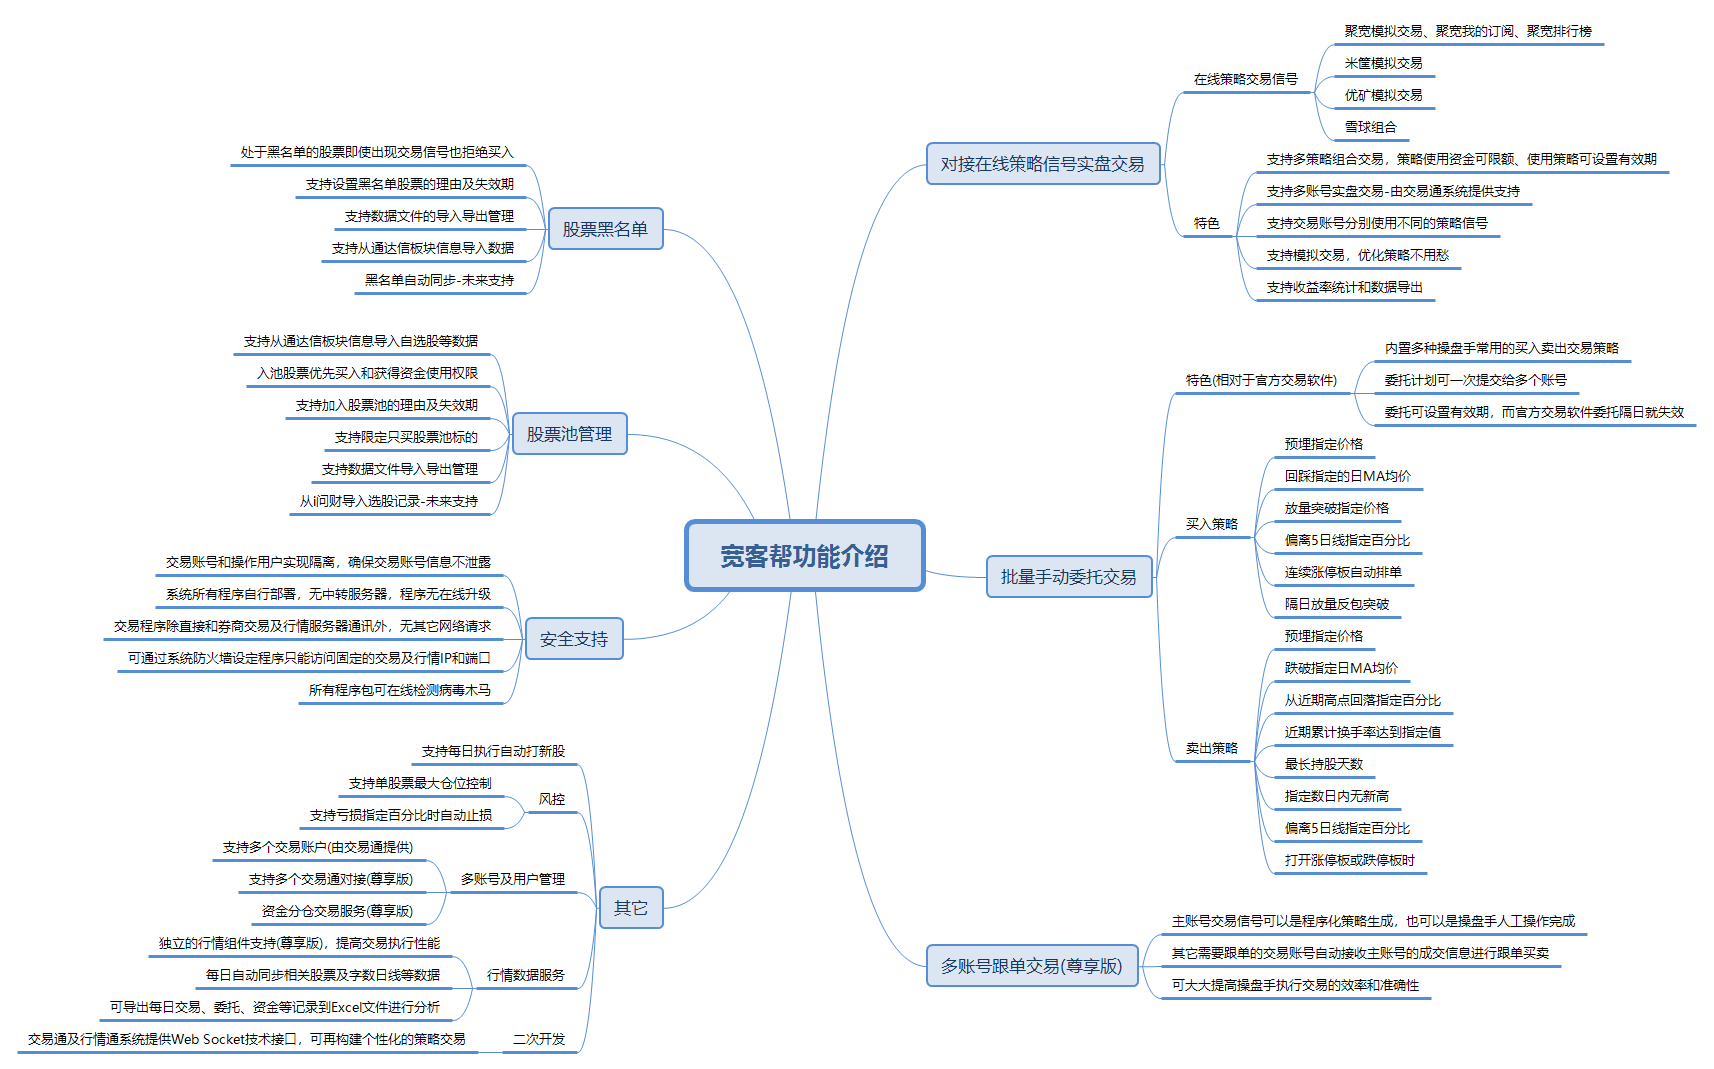 宽客帮功能介绍
对接在线策略信号实盘交易
在线策略交易信号
聚宽模拟交易、聚宽我的订阅、聚宽排行榜
米筐模拟交易
优矿模拟交易
雪球组合
特色
支持多策略组合交易，策略使用资金可限额、使用策略可设置有效期
支持多账号实盘交易-由交易通系统提供支持
支持交易账号分别使用不同的策略信号
支持模拟交易，优化策略不用愁
支持收益率统计和数据导出
批量手动委托交易
特色(相对于官方交易软件)
内置多种操盘手常用的买入卖出交易策略
委托计划可一次提交给多个账号
委托可设置有效期，而官方交易软件委托隔日就失效
买入策略
预埋指定价格
回踩指定的日MA均价
放量突破指定价格
偏离5日线指定百分比
连续涨停板自动排单
隔日放量反包突破
卖出策略
预埋指定价格
跌破指定日MA均价
从近期高点回落指定百分比
近期累计换手率达到指定值
最长持股天数
指定数日内无新高
偏离5日线指定百分比
打开涨停板或跌停板时
多账号跟单交易(尊享版)
主账号交易信号可以是程序化策略生成，也可以是操盘手人工操作完成
其它需要跟单的交易账号自动接收主账号的成交信息进行跟单买卖
可大大提高操盘手执行交易的效率和准确性
股票黑名单
处于黑名单的股票即使出现交易信号也拒绝买入
支持设置黑名单股票的理由及失效期
支持数据文件的导入导出管理
支持从通达信板块信息导入数据
黑名单自动同步-未来支持
股票池管理
支持从通达信板块信息导入自选股等数据
入池股票优先买入和获得资金使用权限
支持加入股票池的理由及失效期
支持限定只买股票池标的
支持数据文件导入导出管理
从i问财导入选股记录-未来支持
安全支持
交易账号和操作用户实现隔离，确保交易账号信息不泄露
系统所有程序自行部署，无中转服务器，程序无在线升级
交易程序除直接和券商交易及行情服务器通讯外，无其它网络请求
可通过系统防火墙设定程序只能访问固定的交易及行情IP和端口
所有程序包可在线检测病毒木马
其它
支持每日执行自动打新股
风控
支持单股票最大仓位控制
支持亏损指定百分比时自动止损
多账号及用户管理
支持多个交易账户(由交易通提供)
支持多个交易通对接(尊享版)
资金分仓交易服务(尊享版)
行情数据服务
独立的行情组件支持(尊享版)，提高交易执行性能
每日自动同步相关股票及字数日线等数据
可导出每日交易、委托、资金等记录到Excel文件进行分析
二次开发
交易通及行情通系统提供Web Socket技术接口，可再构建个性化的策略交易